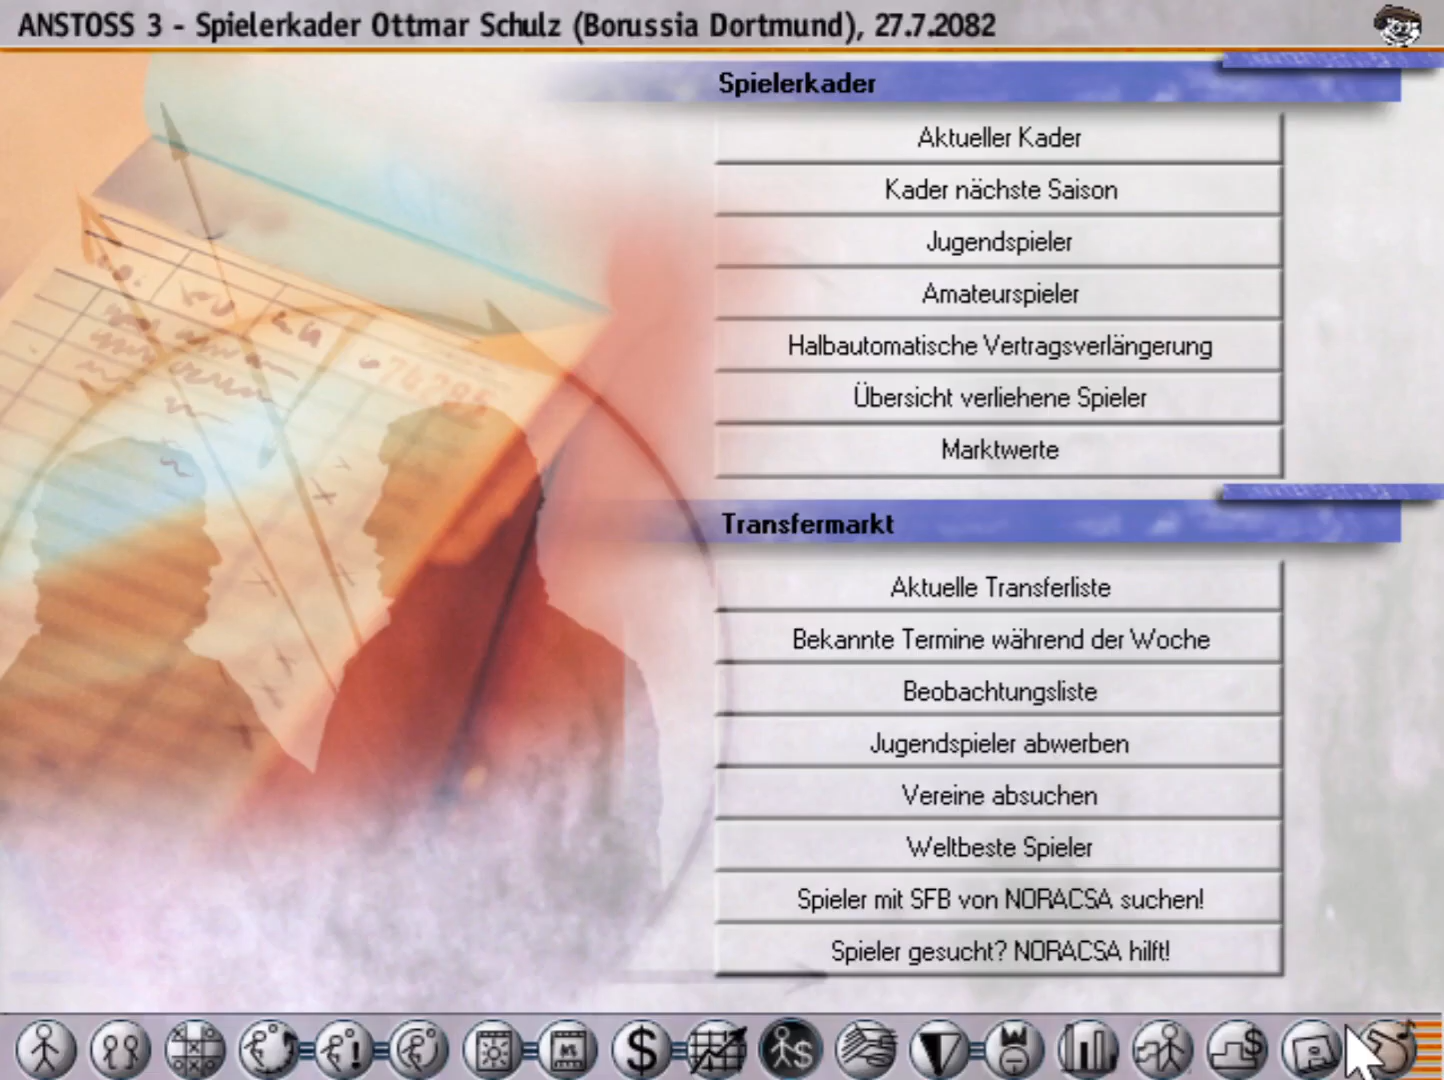 ANSTOSS 3 - Spielerkader Ottmar Schulz (Borussia Dortmund), 27.7.2082
Spielerkader
Aktueller Kader
Kader nächste Saison
Jugendspieler
Amateurspieler
Halbautomatische Vertragsverlängerung
Übersicht verliehene Spieler
Marktwerte
Transfermarkt
Aktuelle Transferliste
Bekannte Termine während der Woche
Beobachtungsliste
Jugendspieler abwerben
Vereine absuchen
Weltbeste Spieler
Spieler mit SFB von NORACSA suchen!
Spieler gesucht? NORACSA hilft!